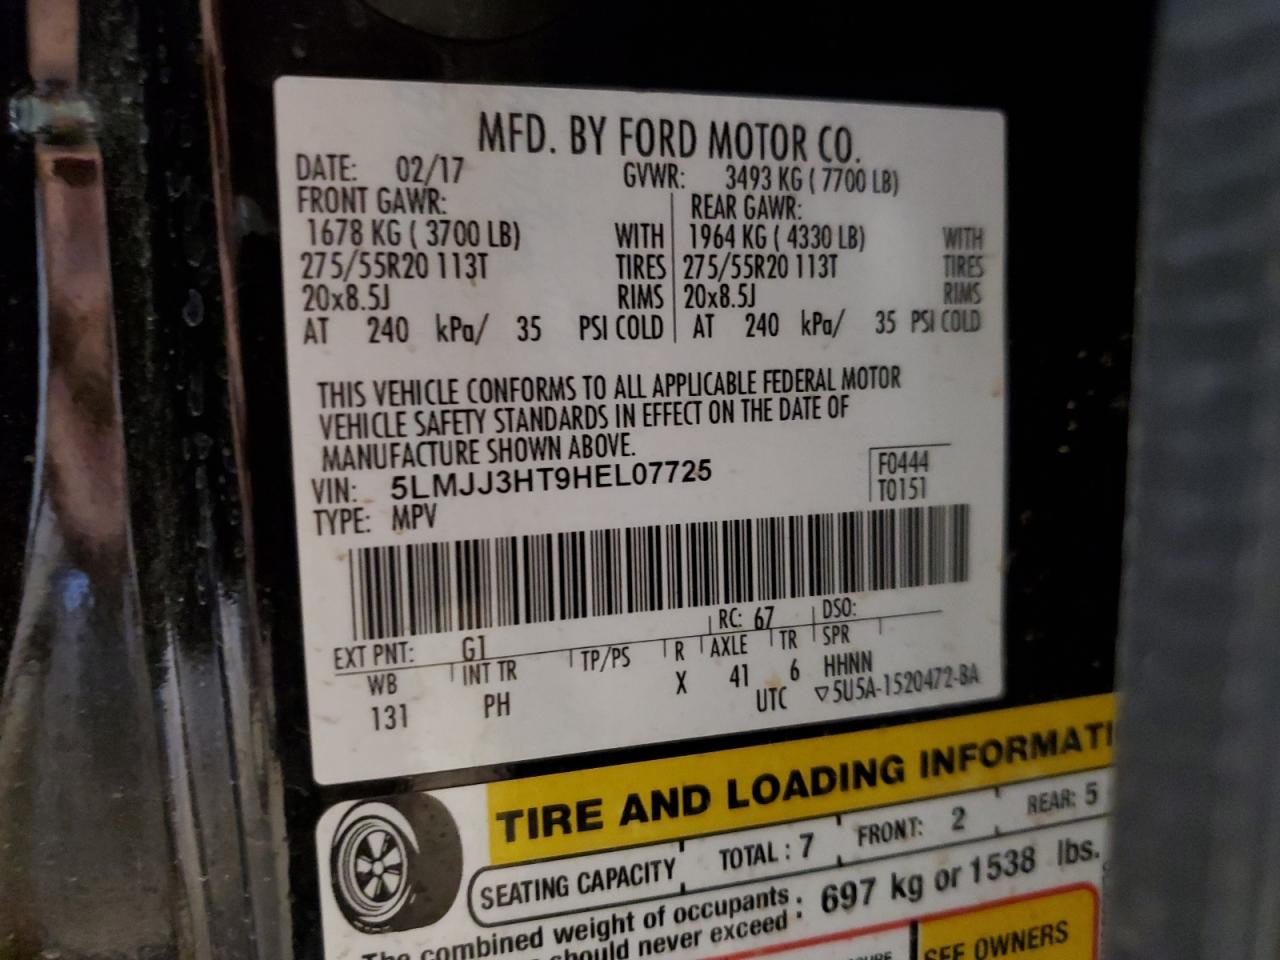 MFD. BY FORD MOTOR CO.
DATE: 02/17 GVWR: 3493 KG ( 7700 LB)
FRONT GAWR: REAR GAWR:
1678 KG ( 3700 LB) WITH 1964 KG ( 4330 LB) WITH
275/55R20 113T TIRES 275/55R20 113T TIRES
20x8.5J RIMS 20x8.5J RIMS
AT 240 kPa/ 35 PSI COLD AT 240 kPa/ 35 PSI COLD
THIS VEHICLE CONFORMS TO ALL APPLICABLE FEDERAL MOTOR
VEHICLE SAFETY STANDARDS IN EFFECT ON THE DATE OF
MANUFACTURE SHOWN ABOVE.
VIN: 5LMJJ3HT9HEL07725 F0444
TYPE: MPV T0151
EXT PNT: G1 RC: 67 DSO:
WB INT TR TP/PS R AXLE TR SPR
131 PH X 41 6 HHNN
UTC ▽5U5A-1520472-BA
TIRE AND LOADING INFORMATI
SEATING CAPACITY TOTAL : 7 FRONT: 2 REAR: 5
The combined weight of occupants : 697 kg or 1538 lbs.
should never exceed :
SEE OWNERS